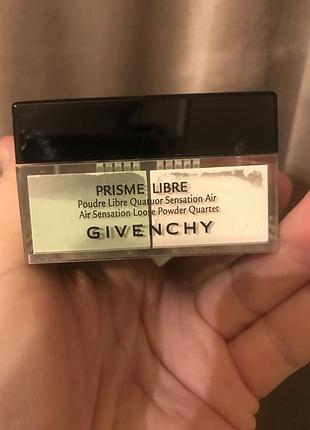 PRISME LIBRE
Poudre Libre Quatuor Sensation Air
Air Sensation Loose Powder Quartet
GIVENCHY